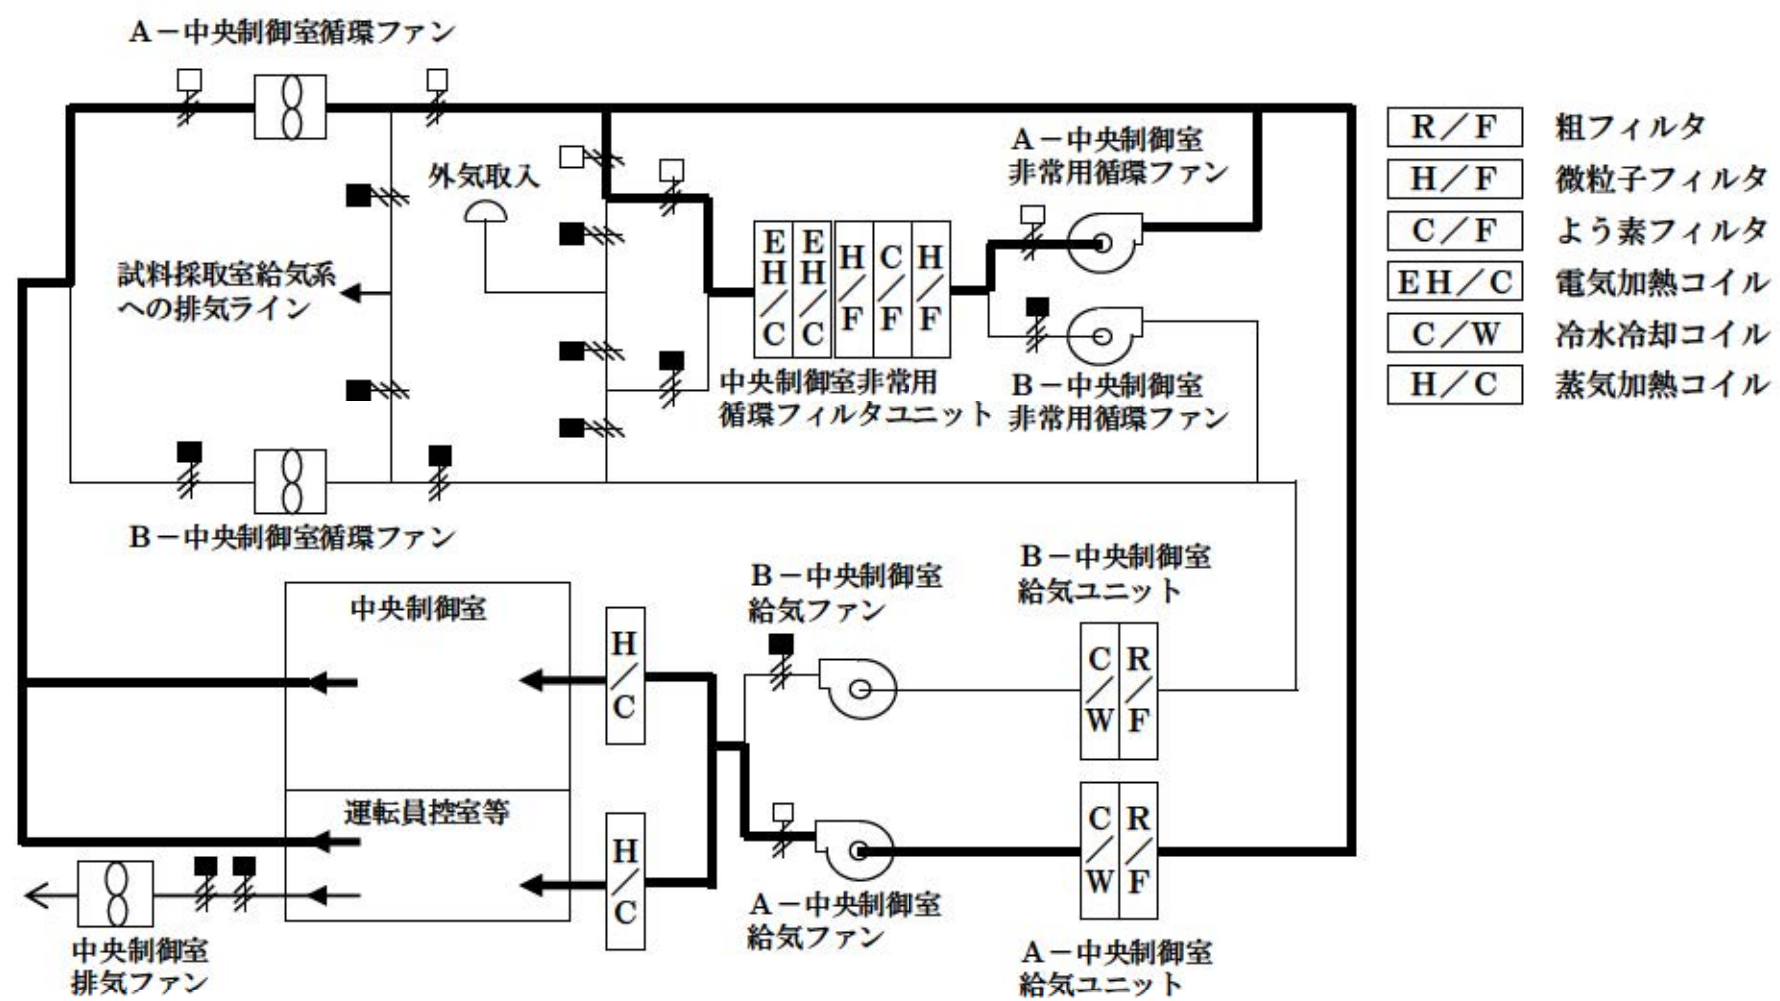 A－中央制御室循環ファン
外気取入
試料採取室給気系
への排気ライン
A－中央制御室
非常用循環ファン
E
H
／
C
E
H
／
C
H
／
F
C
／
F
H
／
F
中央制御室非常用
循環フィルタユニット
B－中央制御室
非常用循環ファン
B－中央制御室循環ファン
R／F 粗フィルタ
H／F 微粒子フィルタ
C／F よう素フィルタ
EH／C 電気加熱コイル
C／W 冷水冷却コイル
H／C 蒸気加熱コイル
中央制御室
H
／
C
B－中央制御室
給気ファン
B－中央制御室
給気ユニット
C
／
W
R
／
F
運転員控室等
H
／
C
A－中央制御室
給気ファン
C
／
W
R
／
F
A－中央制御室
給気ユニット
中央制御室
排気ファン